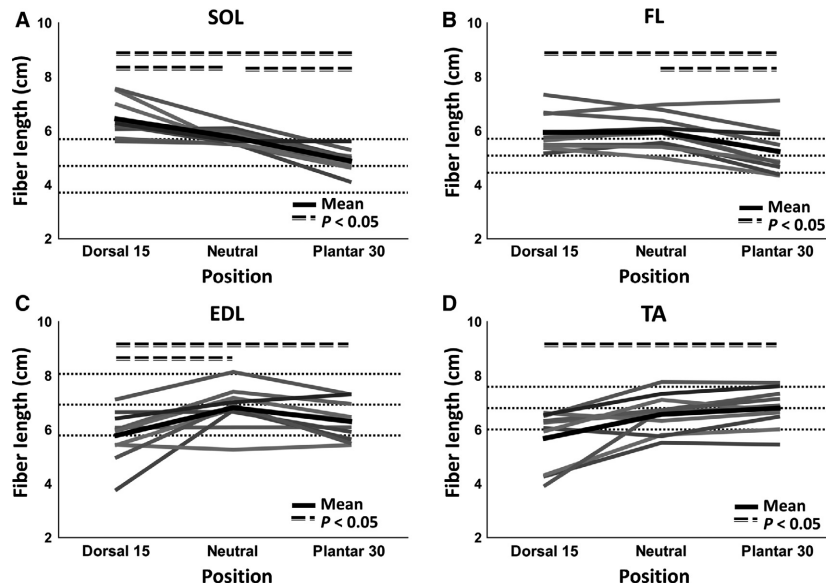 A
SOL
10
8
6
4
2
Fiber length (cm)
Mean
P < 0.05
Dorsal 15 Neutral Plantar 30
Position
B
FL
10
8
6
4
2
Fiber length (cm)
Mean
P < 0.05
Dorsal 15 Neutral Plantar 30
Position
C
EDL
10
8
6
4
2
Fiber length (cm)
Mean
P < 0.05
Dorsal 15 Neutral Plantar 30
Position
D
TA
10
8
6
4
2
Fiber length (cm)
Mean
P < 0.05
Dorsal 15 Neutral Plantar 30
Position